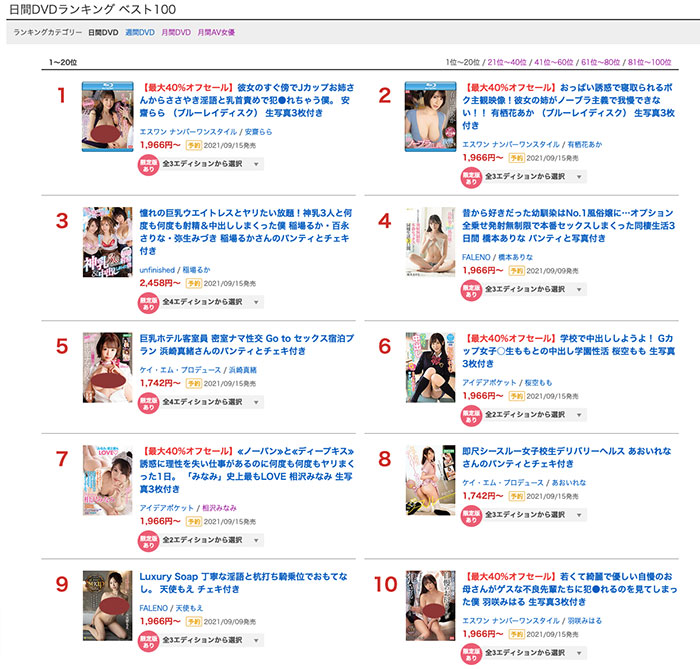 日間DVDランキング ベスト100
ランキングカテゴリー 日間DVD 週間DVD 月間DVD 月間AV女優
1〜20位
1位〜20位 / 21位〜40位 / 41位〜60位 / 61位〜80位 / 81位〜100位
1
【最大40%オフセール】彼女のすぐ傍でJカップお姉さ
んからささやき淫語と乳首責めで犯●れちゃう僕。 安
齋らら （ブルーレイディスク） 生写真3枚付き
エスワン ナンバーワンスタイル / 安齋らら
1,966円〜 予約 2021/09/15発売
限定版あり 全3エディションから選択
2
【最大40%オフセール】おっぱい誘惑で寝取られるボ
ク主観映像！彼女の姉がノーブラ主義で我慢できな
い！！ 有栖花あか （ブルーレイディスク） 生写真3枚
付き
エスワン ナンバーワンスタイル / 有栖花あか
1,966円〜 予約 2021/09/15発売
限定版あり 全3エディションから選択
3
憧れの巨乳ウエイトレスとヤリたい放題！神乳3人と何
度も何度も射精＆中出ししまくった僕 稲場るか・百永
さりな・弥生みづき 稲場るかさんのパンティとチェキ
付き
unfinished / 稲場るか
2,458円〜 予約 2021/09/15発売
限定版あり 全4エディションから選択
4
昔から好きだった幼馴染はNo.1風俗嬢に…オプション
全乗せ発射無制限で本番セックスしまくった同棲生活3
日間 橋本ありな パンティと写真付き
FALENO / 橋本ありな
1,966円〜 予約 2021/09/09発売
限定版あり 全3エディションから選択
5
巨乳ホテル客室員 密室ナマ性交 Go to セックス宿泊プ
ラン 浜崎真緒さんのパンティとチェキ付き
ケイ・エム・プロデュース / 浜崎真緒
1,742円〜 予約 2021/09/15発売
限定版あり 全4エディションから選択
6
【最大40%オフセール】学校で中出ししようよ！ Gカ
ップ女子○生ももとの中出し学園活性 桜空もも 生写真
3枚付き
アイデアポケット / 桜空もも
1,966円〜 予約 2021/09/15発売
限定版あり 全2エディションから選択
7
【最大40%オフセール】≪ノーパン≫と≪ディープキス≫
誘惑に理性を失い仕事があるのに何度も何度もヤリまく
った1日。 「みなみ」史上最もLOVE 相沢みなみ 生写
真3枚付き
アイデアポケット / 相沢みなみ
1,966円〜 予約 2021/09/15発売
限定版あり 全2エディションから選択
8
即尺シースルー女子校生デリバリーヘルス あおいれな
さんのパンティとチェキ付き
ケイ・エム・プロデュース / あおいれな
1,742円〜 予約 2021/09/15発売
限定版あり 全3エディションから選択
9
Luxury Soap 丁寧な淫語と杭打ち騎乗位でおもてな
し。 天使もえ チェキ付き
FALENO / 天使もえ
1,966円〜 予約 2021/09/09発売
限定版あり 全3エディションから選択
10
【最大40%オフセール】若くて綺麗で優しい自慢のお
母さんがゲスな不良先輩たちに犯●れるのを見てしまっ
た僕 羽咲みはる 生写真3枚付き
エスワン ナンバーワンスタイル / 羽咲みはる
1,966円〜 予約 2021/09/15発売
限定版あり 全3エディションから選択